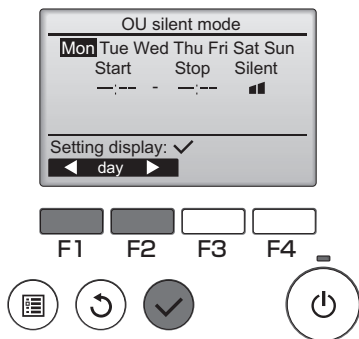 OU silent mode
Mon Tue Wed Thu Fri Sat Sun
Start Stop Silent
—:-- - —:--
Setting display: ✓
◀ day ▶
F1 F2 F3 F4